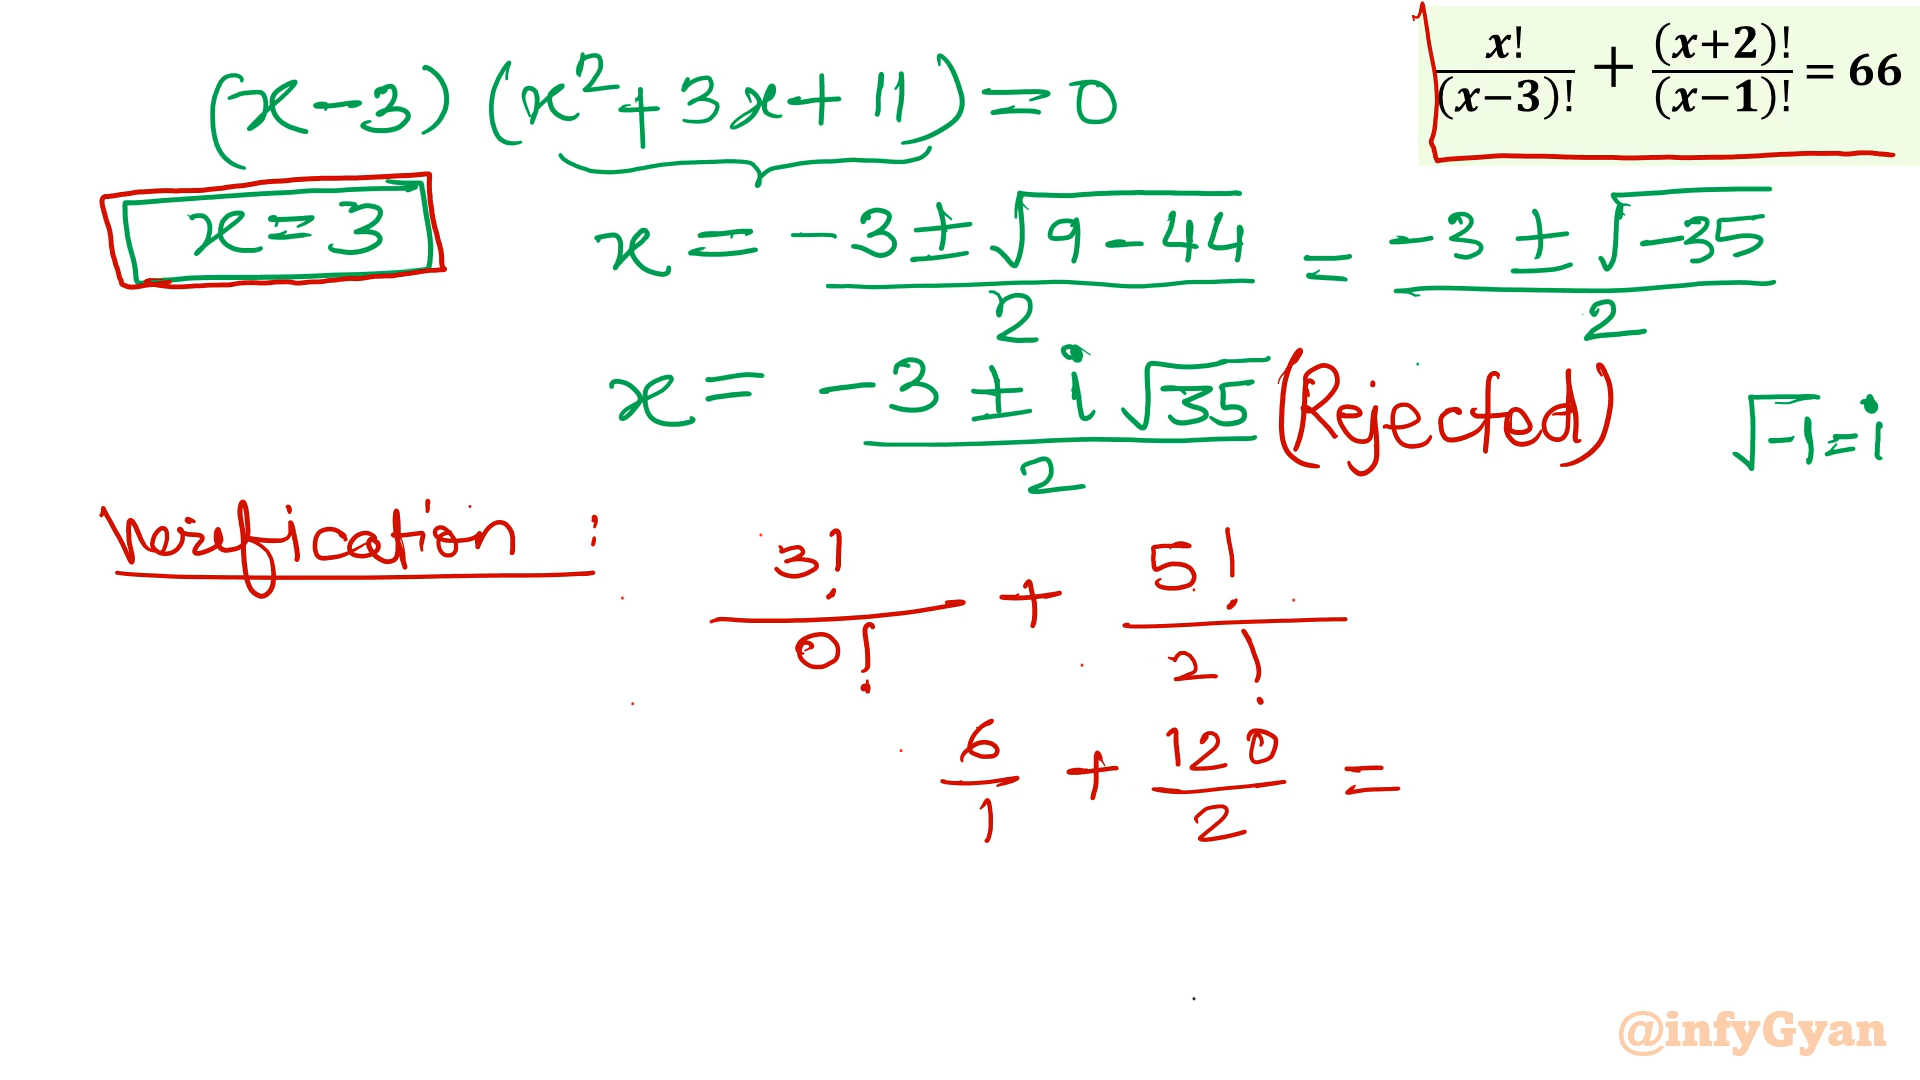 x!/(x−3)! + (x+2)!/(x−1)! = 66
(x−3) (x²+3x+11) = 0
x = 3
x = −3±√9−44/2 = −3±√−35/2
x = −3±i√35/2 (Rejected)
√−1 = i
Verification :
3!/0! + 5!/2!
6/1 + 120/2 =
@infyGyan